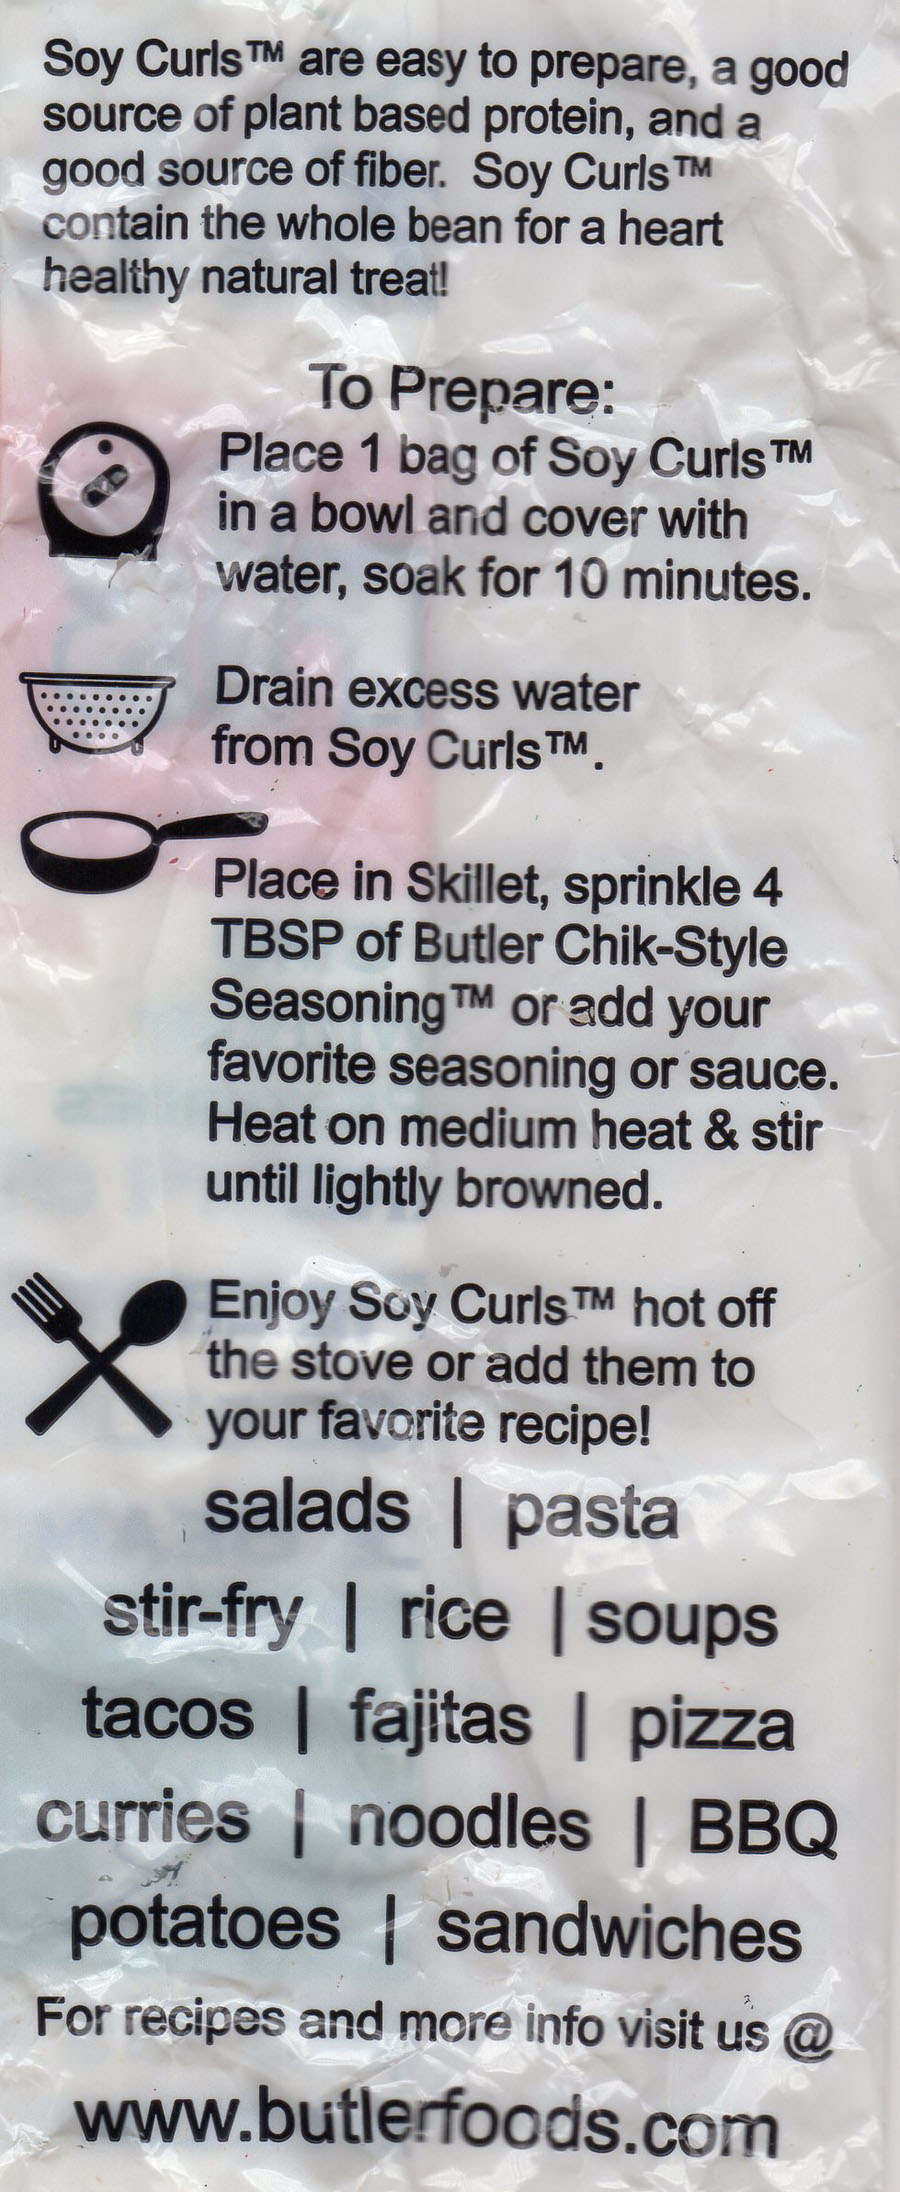 Soy Curls™ are easy to prepare, a good
source of plant based protein, and a
good source of fiber. Soy Curls™
contain the whole bean for a heart
healthy natural treat!
To Prepare:
Place 1 bag of Soy Curls™
in a bowl and cover with
water, soak for 10 minutes.
Drain excess water
from Soy Curls™.
Place in Skillet, sprinkle 4
TBSP of Butler Chik-Style
Seasoning™ or add your
favorite seasoning or sauce.
Heat on medium heat & stir
until lightly browned.
Enjoy Soy Curls™ hot off
the stove or add them to
your favorite recipe!
salads | pasta
stir-fry | rice | soups
tacos | fajitas | pizza
curries | noodles | BBQ
potatoes | sandwiches
For recipes and more info visit us @
www.butlerfoods.com